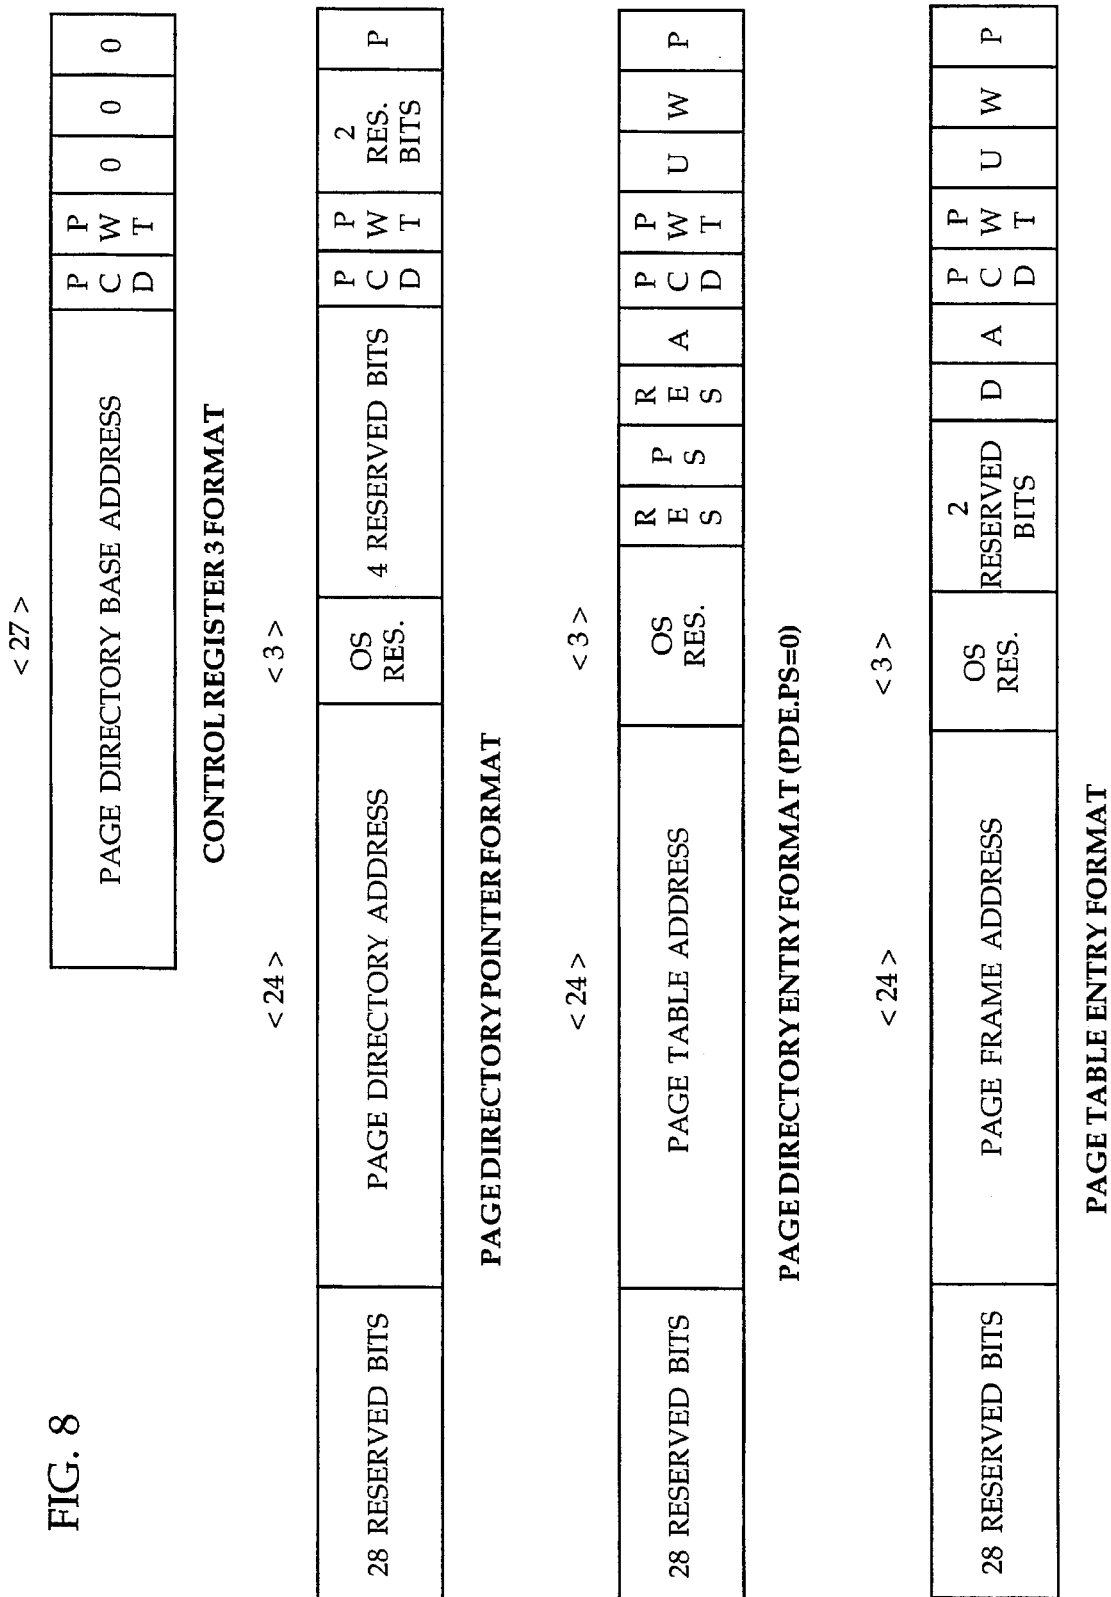 FIG. 8
< 27 >
PAGE DIRECTORY BASE ADDRESS
P
C
D
P
W
T
0
0
0
CONTROL REGISTER 3 FORMAT
< 24 >
< 3 >
28 RESERVED BITS
PAGE DIRECTORY ADDRESS
OS
RES.
4 RESERVED BITS
P
C
D
P
W
T
2
RES.
BITS
P
PAGE DIRECTORY POINTER FORMAT
< 24 >
< 3 >
28 RESERVED BITS
PAGE TABLE ADDRESS
OS
RES.
R
E
S
P
S
R
E
S
A
P
C
D
P
W
T
U
W
P
PAGE DIRECTORY ENTRY FORMAT (PDE.PS=0)
< 24 >
< 3 >
28 RESERVED BITS
PAGE FRAME ADDRESS
OS
RES.
2
RESERVED
BITS
D
A
P
C
D
P
W
T
U
W
P
PAGE TABLE ENTRY FORMAT